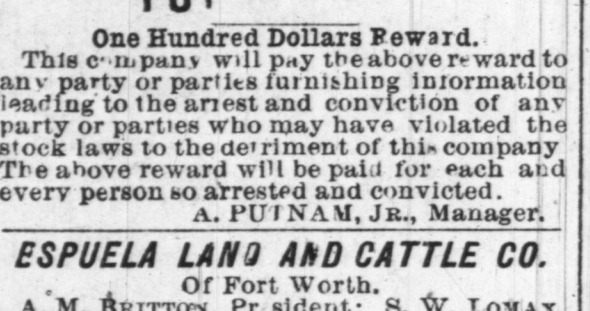 One Hundred Dollars Reward.
This company will pay the above reward to
any party or parties furnishing information
leading to the arrest and conviction of any
party or parties who may have violated the
stock laws to the detriment of this company
The above reward will be paid for each and
every person so arrested and convicted.
A. PUTNAM, JR., Manager.
ESPUELA LAND AND CATTLE CO.
Of Fort Worth.
A. M. BRITTON, President; S. W. LOMAX